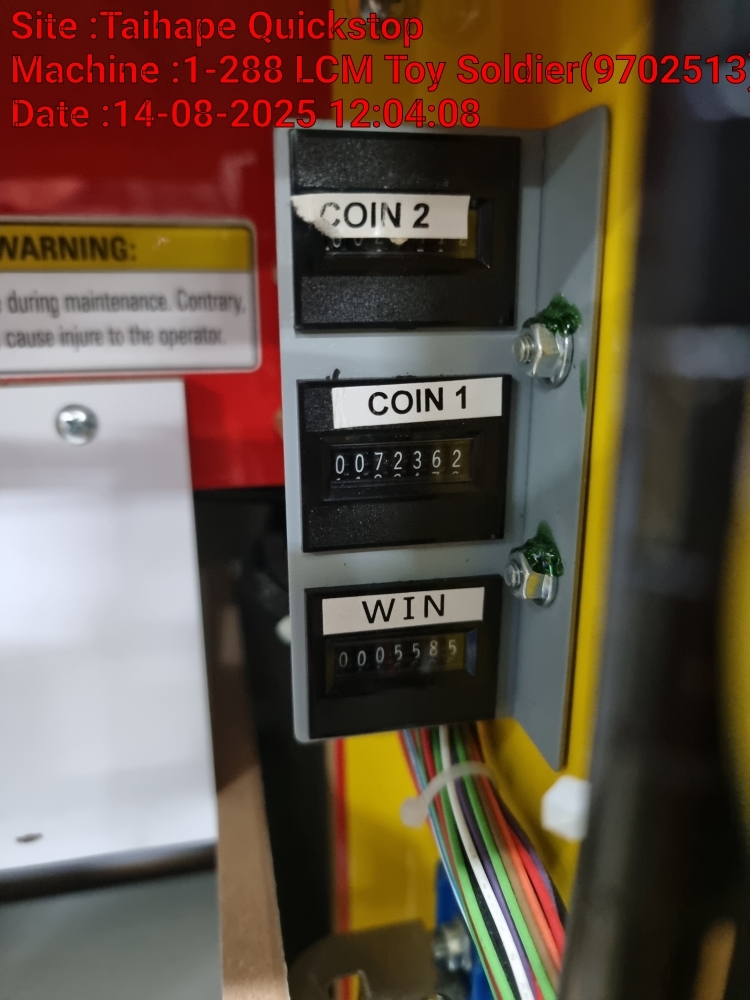 Site :Taihape Quickstop
Machine :1-288 LCM Toy Soldier(9702513)
Date :14-08-2025 12:04:08
COIN 2
WARNING:
during maintenance. Contrary,
cause injure to the operator.
COIN 1
0072362
WIN
0005585